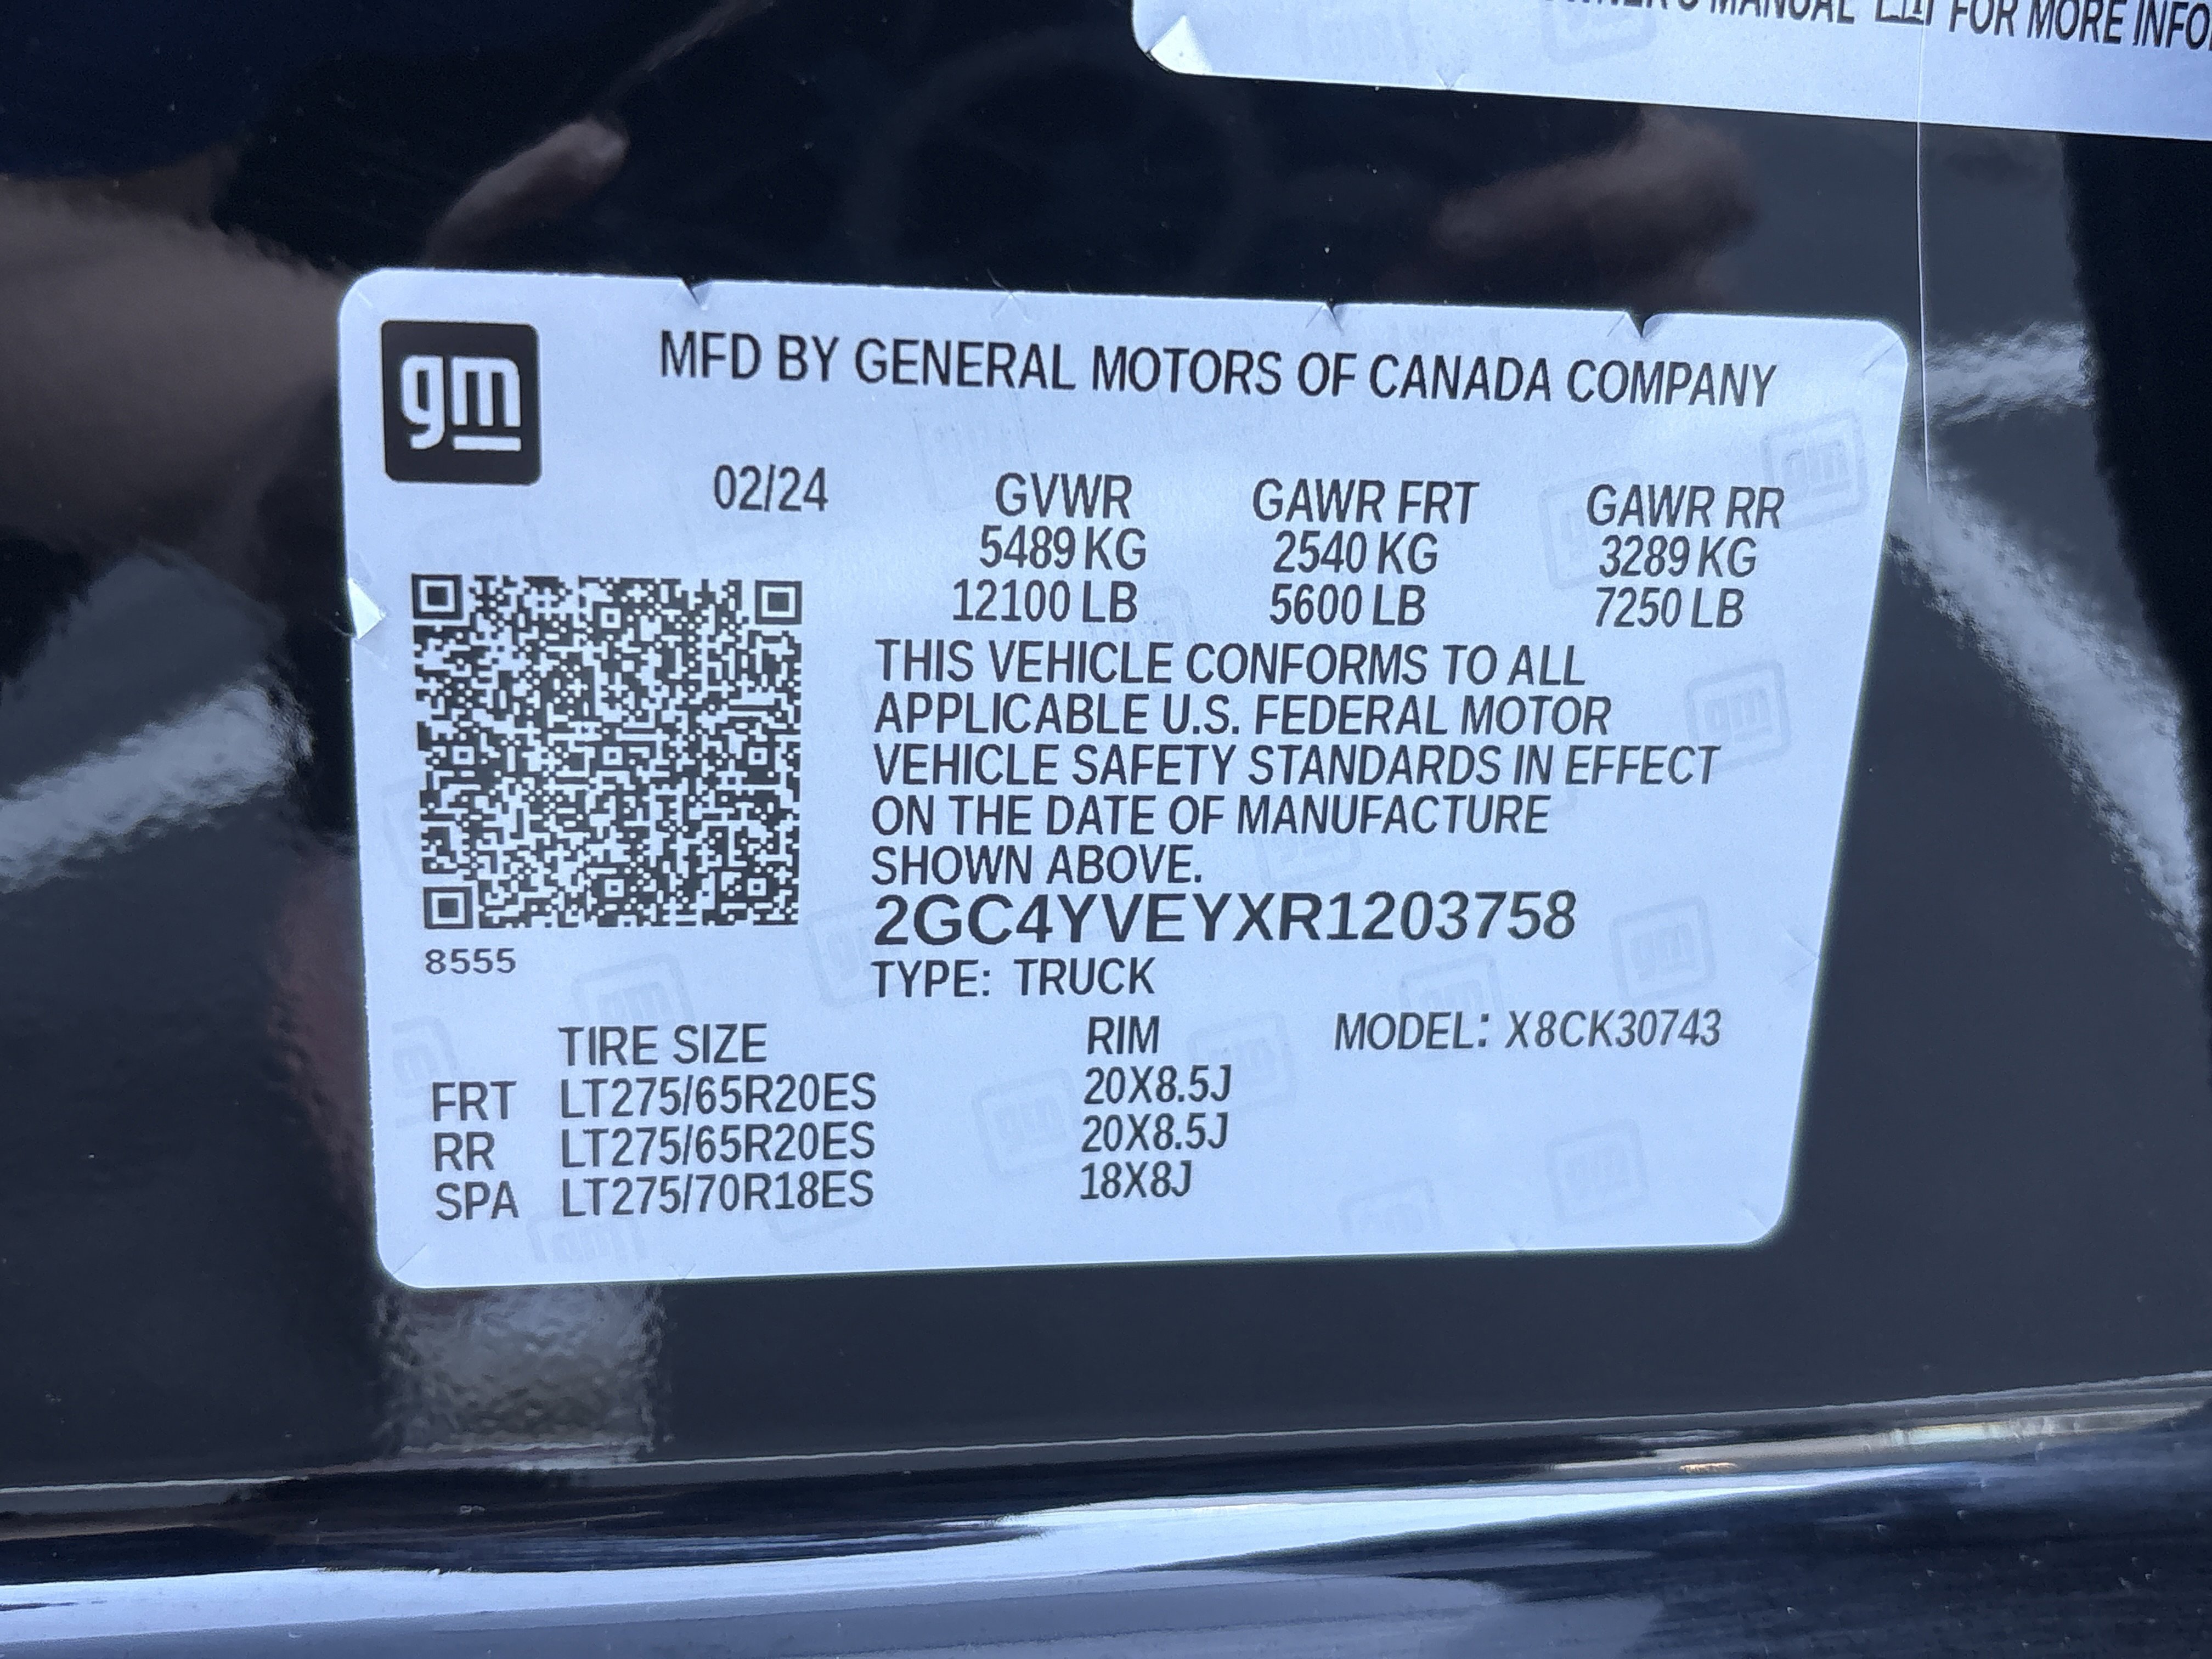 MANUAL FOR MORE
gm
MFD BY GENERAL MOTORS OF CANADA COMPANY
02/24 GVWR GAWR FRT GAWR RR
5489 KG 2540 KG 3289 KG
12100 LB 5600 LB 7250 LB
THIS VEHICLE CONFORMS TO ALL
APPLICABLE U.S. FEDERAL MOTOR
VEHICLE SAFETY STANDARDS IN EFFECT
ON THE DATE OF MANUFACTURE
SHOWN ABOVE.
2GC4YVEYXR1203758
8555
TYPE: TRUCK
TIRE SIZE RIM MODEL: X8CK30743
FRT LT275/65R20ES 20X8.5J
RR LT275/65R20ES 20X8.5J
SPA LT275/70R18ES 18X8J